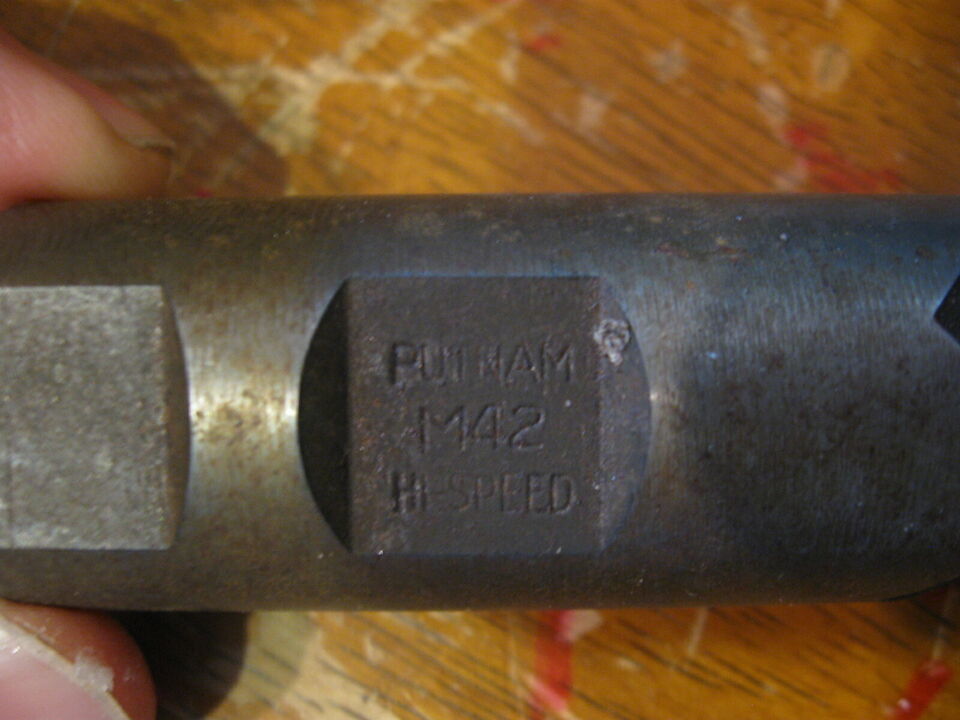 PUTNAM
M42
HI-SPEED